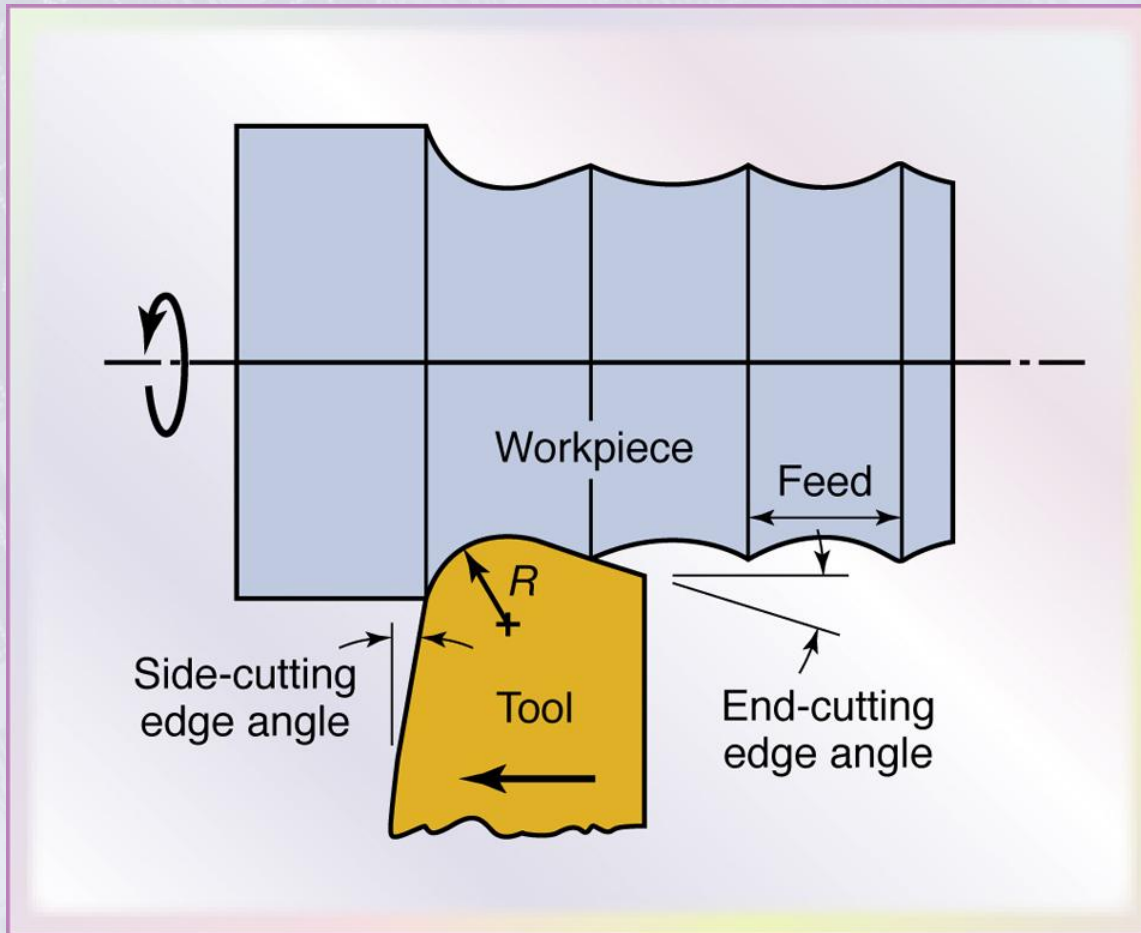 Workpiece
Feed
R
Side-cutting
edge angle
Tool
End-cutting
edge angle